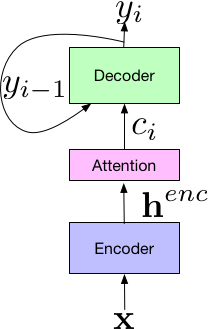 y_i
Decoder
y_{i-1}
c_i
Attention
h^{enc}
Encoder
x